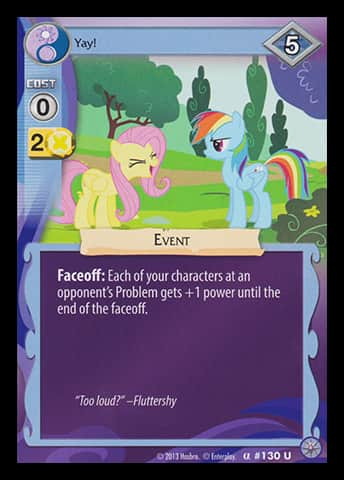 Yay!
5
COST
0
2
EVENT
Faceoff: Each of your characters at an
opponent's Problem gets +1 power until the
end of the faceoff.
"Too loud?" –Fluttershy
© 2013 Hasbro. © Enterplay. α #130 U